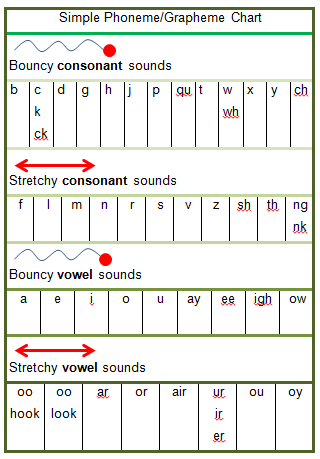 Simple Phoneme/Grapheme Chart
Bouncy consonant sounds
b c d g h j p qu t w x y ch
k wh
ck
Stretchy consonant sounds
f l m n r s v z sh th ng
nk
Bouncy vowel sounds
a e i o u ay ee igh ow
Stretchy vowel sounds
oo oo ar or air ur ou oy
hook look ir
er